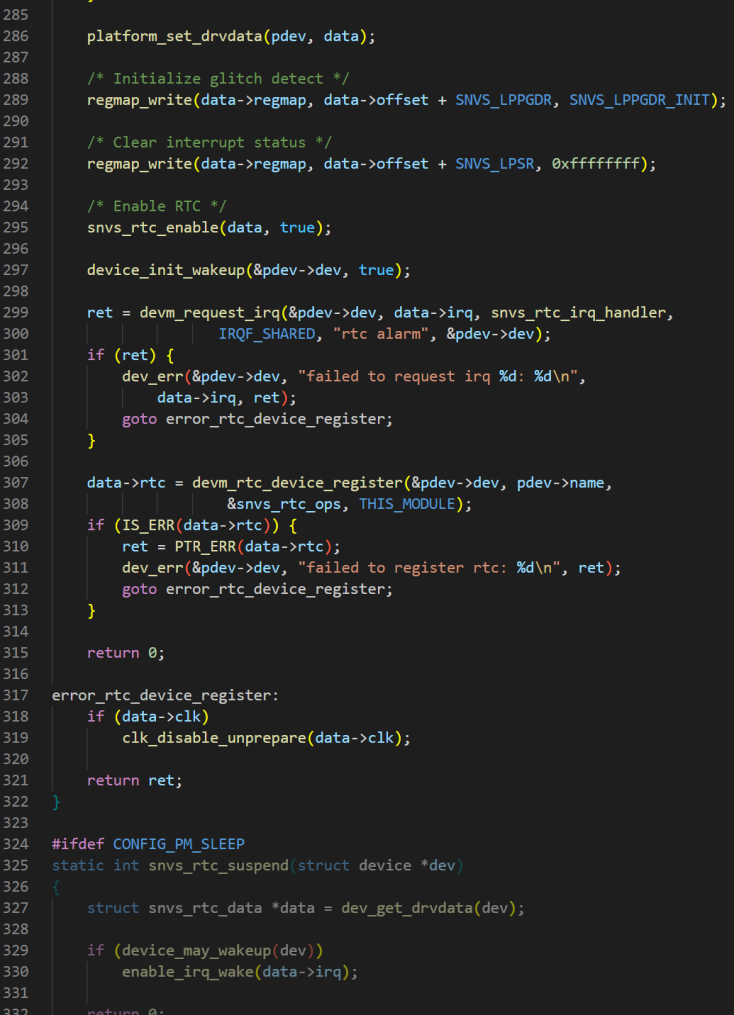 285
286 platform_set_drvdata(pdev, data);
287
288 /* Initialize glitch detect */
289 regmap_write(data->regmap, data->offset + SNVS_LPPGDR, SNVS_LPPGDR_INIT);
290
291 /* Clear interrupt status */
292 regmap_write(data->regmap, data->offset + SNVS_LPSR, 0xffffffff);
293
294 /* Enable RTC */
295 snvs_rtc_enable(data, true);
296
297 device_init_wakeup(&pdev->dev, true);
298
299 ret = devm_request_irq(&pdev->dev, data->irq, snvs_rtc_irq_handler,
300 IRQF_SHARED, "rtc alarm", &pdev->dev);
301 if (ret) {
302 dev_err(&pdev->dev, "failed to request irq %d: %d\n",
303 data->irq, ret);
304 goto error_rtc_device_register;
305 }
306
307 data->rtc = devm_rtc_device_register(&pdev->dev, pdev->name,
308 &snvs_rtc_ops, THIS_MODULE);
309 if (IS_ERR(data->rtc)) {
310 ret = PTR_ERR(data->rtc);
311 dev_err(&pdev->dev, "failed to register rtc: %d\n", ret);
312 goto error_rtc_device_register;
313 }
314
315 return 0;
316
317 error_rtc_device_register:
318 if (data->clk)
319 clk_disable_unprepare(data->clk);
320
321 return ret;
322 }
323
324 #ifdef CONFIG_PM_SLEEP
325 static int snvs_rtc_suspend(struct device *dev)
326 {
327 struct snvs_rtc_data *data = dev_get_drvdata(dev);
328
329 if (device_may_wakeup(dev))
330 enable_irq_wake(data->irq);
331
332 return 0;